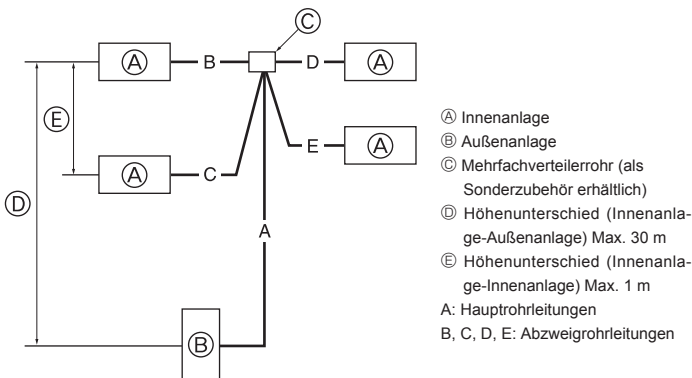 Ⓒ
Ⓐ B D Ⓐ
Ⓔ
E Ⓐ
Ⓐ C
Ⓓ
A
Ⓑ
Ⓐ Innenanlage
Ⓑ Außenanlage
Ⓒ Mehrfachverteilerrohr (als
Sonderzubehör erhältlich)
Ⓓ Höhenunterschied (Innenanla-
ge-Außenanlage) Max. 30 m
Ⓔ Höhenunterschied (Innenanla-
ge-Innenanlage) Max. 1 m
A: Hauptrohrleitungen
B, C, D, E: Abzweigrohrleitungen